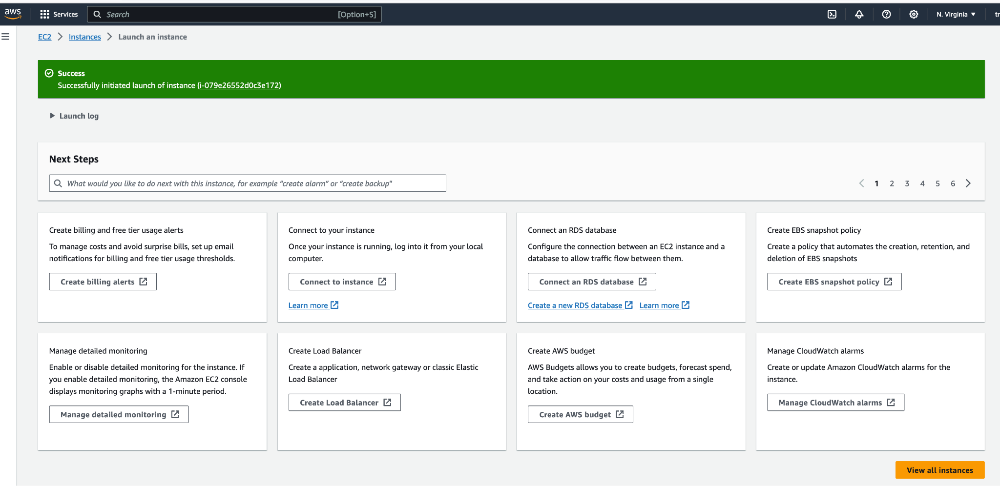 aws
Services
Search
[Option+S]
N. Virginia
EC2
Instances
Launch an instance
Success
Successfully initiated launch of instance (i-079e26552d0c3e172)
Launch log
Next Steps
What would you like to do next with this instance, for example “create alarm” or “create backup”
1 2 3 4 5 6
Create billing and free tier usage alerts
To manage costs and avoid surprise bills, set up email
notifications for billing and free tier usage thresholds.
Create billing alerts
Connect to your instance
Once your instance is running, log into it from your local
computer.
Connect to instance
Learn more
Connect an RDS database
Configure the connection between an EC2 instance and a
database to allow traffic flow between them.
Connect an RDS database
Create a new RDS database
Learn more
Create EBS snapshot policy
Create a policy that automates the creation, retention, and
deletion of EBS snapshots
Create EBS snapshot policy
Manage detailed monitoring
Enable or disable detailed monitoring for the instance. If
you enable detailed monitoring, the Amazon EC2 console
displays monitoring graphs with a 1-minute period.
Manage detailed monitoring
Create Load Balancer
Create a application, network gateway or classic Elastic
Load Balancer
Create Load Balancer
Create AWS budget
AWS Budgets allows you to create budgets, forecast spend,
and take action on your costs and usage from a single
location.
Create AWS budget
Manage CloudWatch alarms
Create or update Amazon CloudWatch alarms for the
instance.
Manage CloudWatch alarms
View all instances